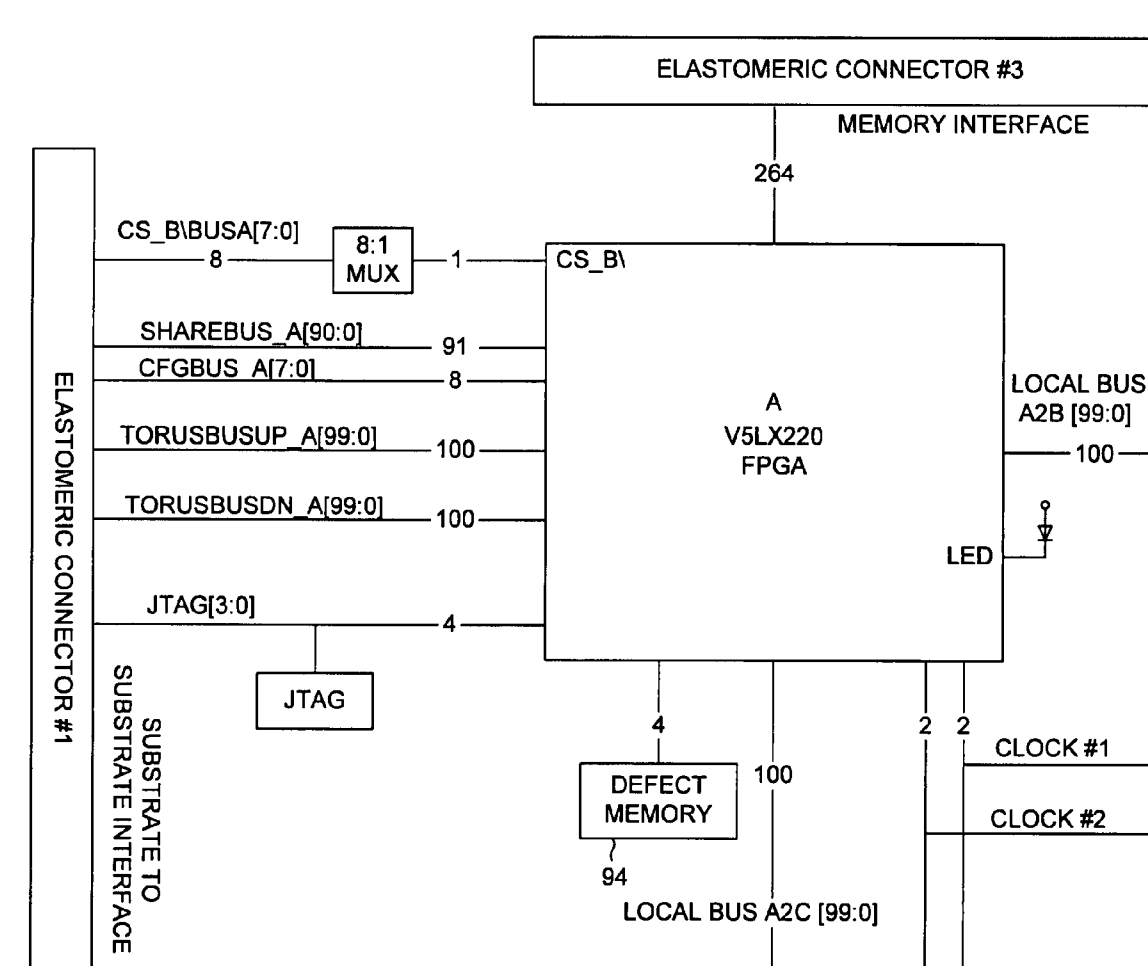 ELASTOMERIC CONNECTOR #3
MEMORY INTERFACE
264
CS_B\BUSA[7:0]
8
8:1
MUX
1
CS_B\
SHAREBUS_A[90:0]
91
CFGBUS_A[7:0]
8
TORUSBUSUP_A[99:0]
100
TORUSBUSDN_A[99:0]
100
JTAG[3:0]
4
JTAG
ELASTOMERIC CONNECTOR #1
SUBSTRATE TO
SUBSTRATE INTERFACE
A
V5LX220
FPGA
LOCAL BUS
A2B [99:0]
100
LED
4
DEFECT
MEMORY
94
100
LOCAL BUS A2C [99:0]
2
2
CLOCK #1
CLOCK #2